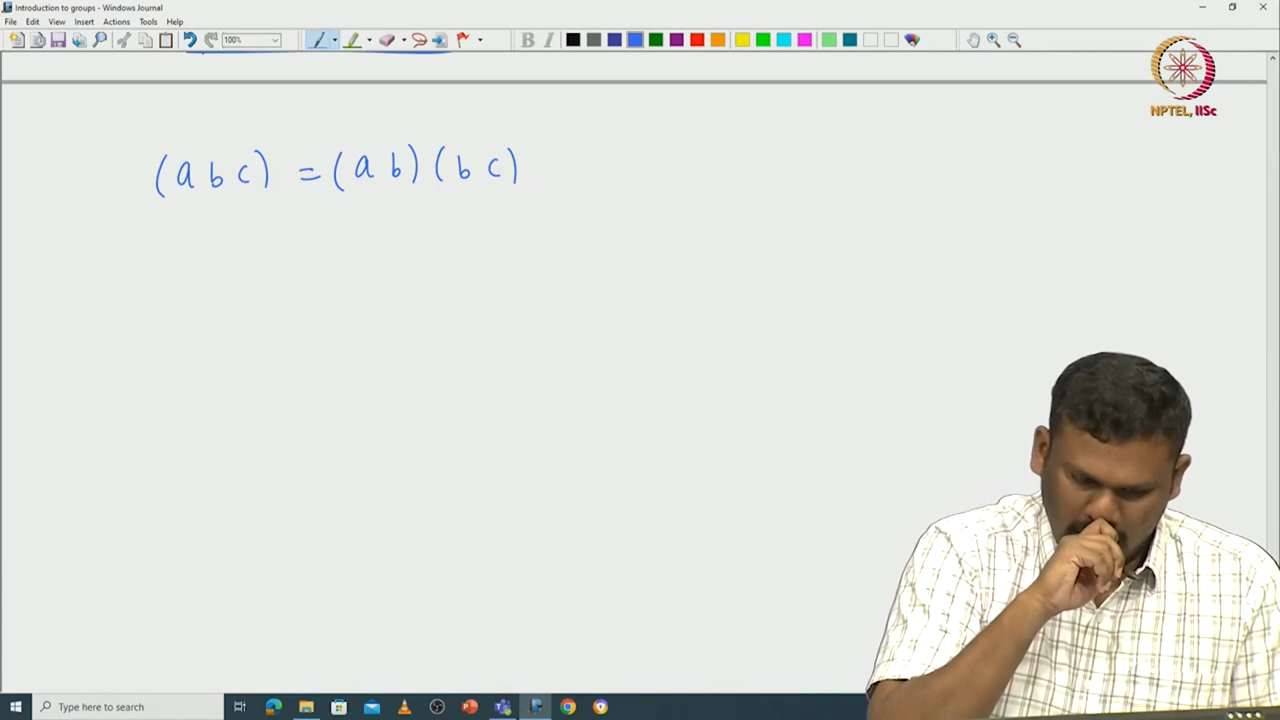 Introduction to groups - Windows Journal
File Edit View Insert Actions Tools Help
100%
B I
NPTEL, IISc
(a b c) = (a b) (b c)
Type here to search